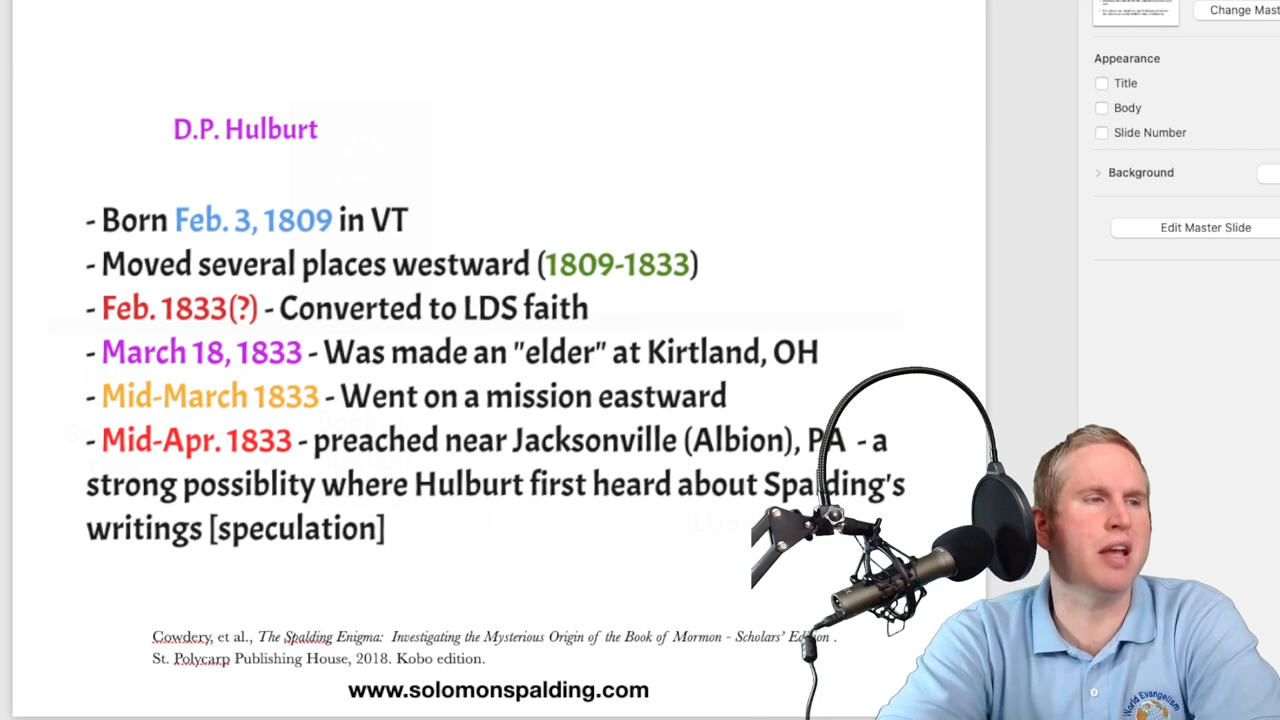 Change Mast
Appearance
Title
Body
Slide Number
Background
Edit Master Slide
D.P. Hulburt
- Born Feb. 3, 1809 in VT
- Moved several places westward (1809-1833)
- Feb. 1833(?) - Converted to LDS faith
- March 18, 1833 - Was made an "elder" at Kirtland, OH
- Mid-March 1833 - Went on a mission eastward
- Mid-Apr. 1833 - preached near Jacksonville (Albion), PA - a
strong possiblity where Hulburt first heard about Spalding's
writings [speculation]
Cowdery, et al., The Spalding Enigma: Investigating the Mysterious Origin of the Book of Mormon - Scholars' Edition .
St. Polycarp Publishing House, 2018. Kobo edition.
www.solomonspalding.com
World Evangelism